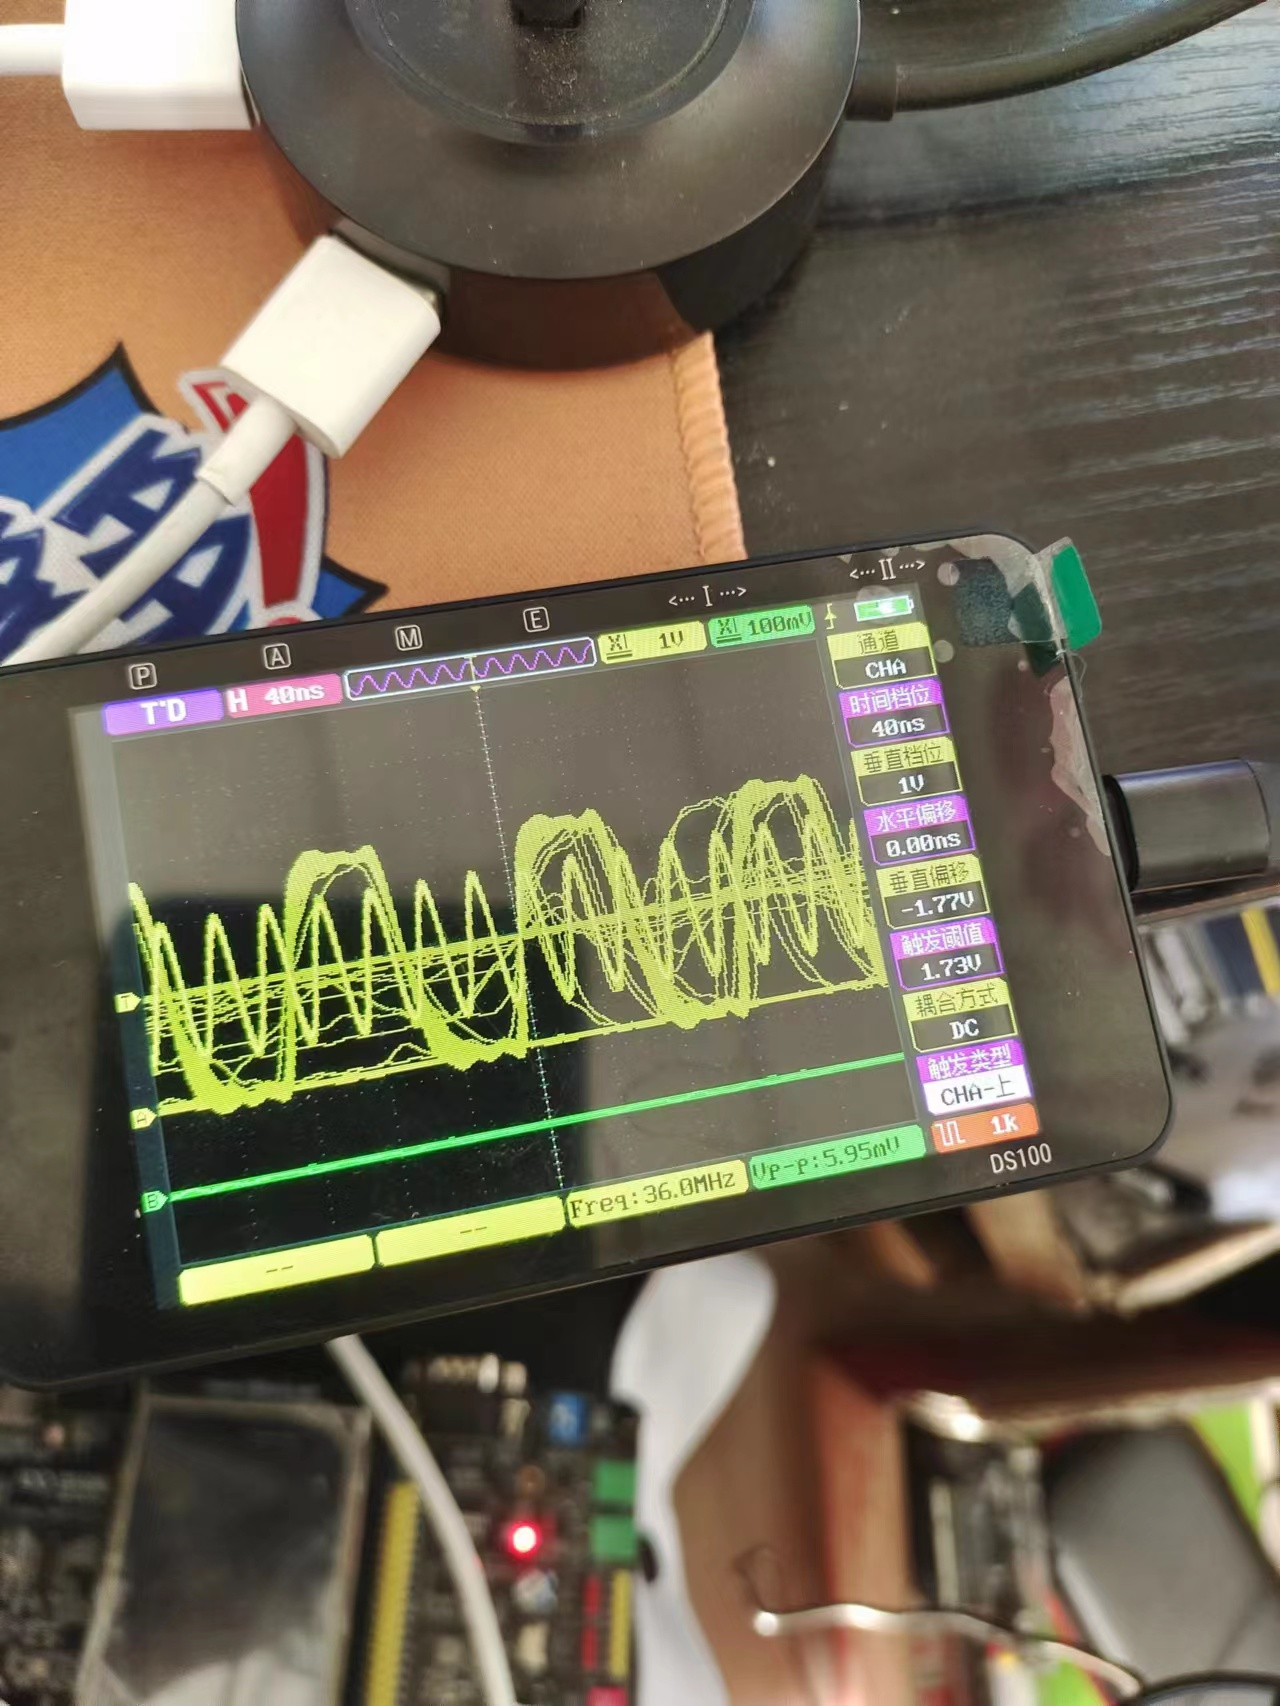 P A M E <··· I ···> <··· II ···>
T'D H 40ns X1 1V X1 100mV
通道
CHA
时间档位
40ns
垂直档位
1V
水平偏移
0.00ns
垂直偏移
-1.77V
触发阈值
1.73V
耦合方式
DC
触发类型
CHA-上
1k
T
A
B
-- -- Freq:36.0MHz Vp-p:5.95mV
DS100